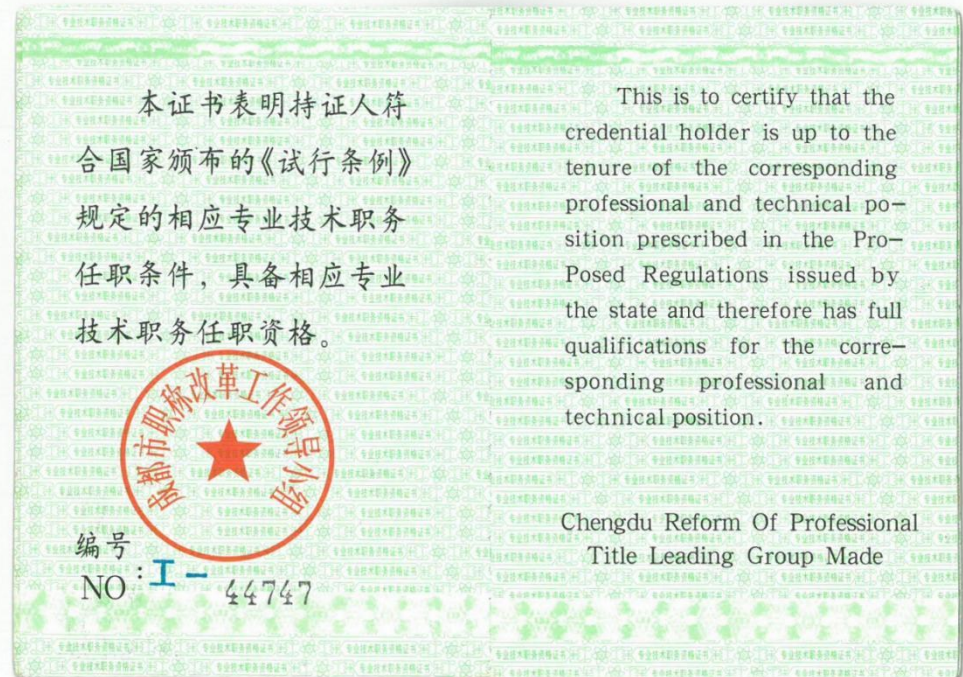 本证书表明持证人符
合国家颁布的《试行条例》
规定的相应专业技术职务
任职条件，具备相应专业
技术职务任职资格。
成都市职称改革工作领导小组
编号
NO：工－44747
This is to certify that the
credential holder is up to the
tenure of the corresponding
professional and technical po–
sition prescribed in the Pro–
Posed Regulations issued by
the state and therefore has full
qualifications for the corre–
sponding professional and
technical position.
Chengdu Reform Of Professional
Title Leading Group Made